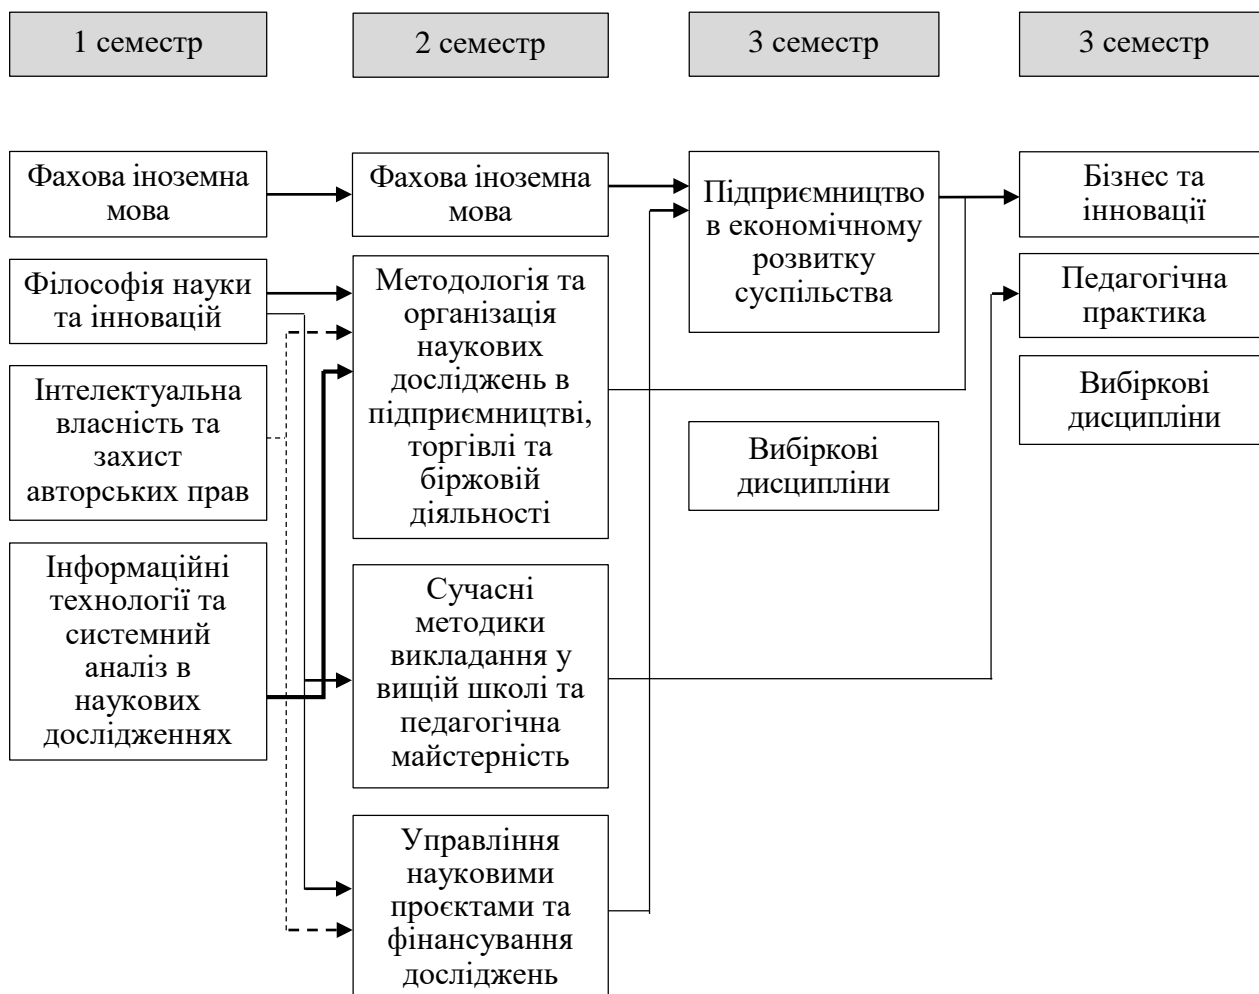 1 семестр
2 семестр
3 семестр
3 семестр
Фахова іноземна
мова
Філософія науки
та інновацій
Інтелектуальна
власність та
захист
авторських прав
Інформаційні
технології та
системний
аналіз в
наукових
дослідженнях
Фахова іноземна
мова
Методологія та
організація
наукових
досліджень в
підприємництві,
торгівлі та
біржовій
діяльності
Сучасні
методики
викладання у
вищій школі та
педагогічна
майстерність
Управління
науковими
проєктами та
фінансування
досліджень
Підприємництво
в економічному
розвитку
суспільства
Вибіркові
дисципліни
Бізнес та
інновації
Педагогічна
практика
Вибіркові
дисципліни